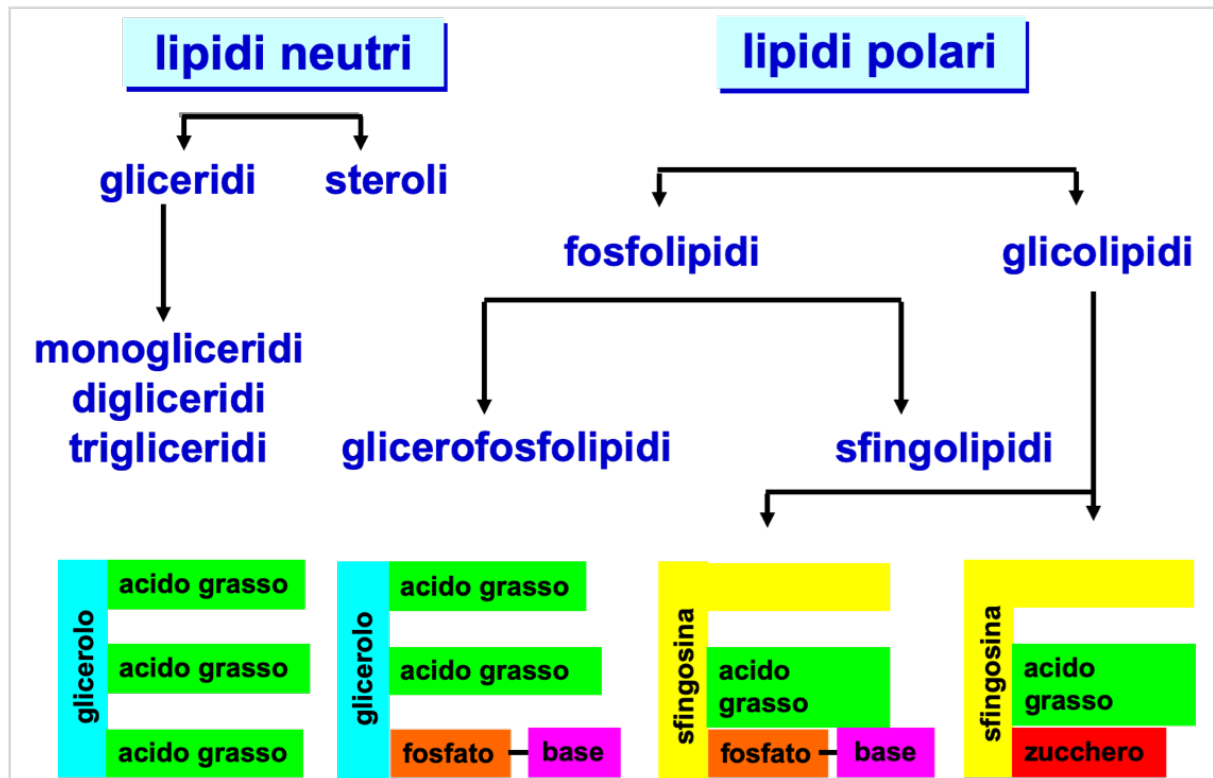 lipidi neutri
lipidi polari
gliceridi
steroli
fosfolipidi
glicolipidi
monogliceridi
digliceridi
trigliceridi
glicerofosfolipidi
sfingolipidi
glicerolo
acido grasso
acido grasso
acido grasso
glicerolo
acido grasso
acido grasso
fosfato
base
sfingosina
acido
grasso
fosfato
base
sfingosina
acido
grasso
zucchero